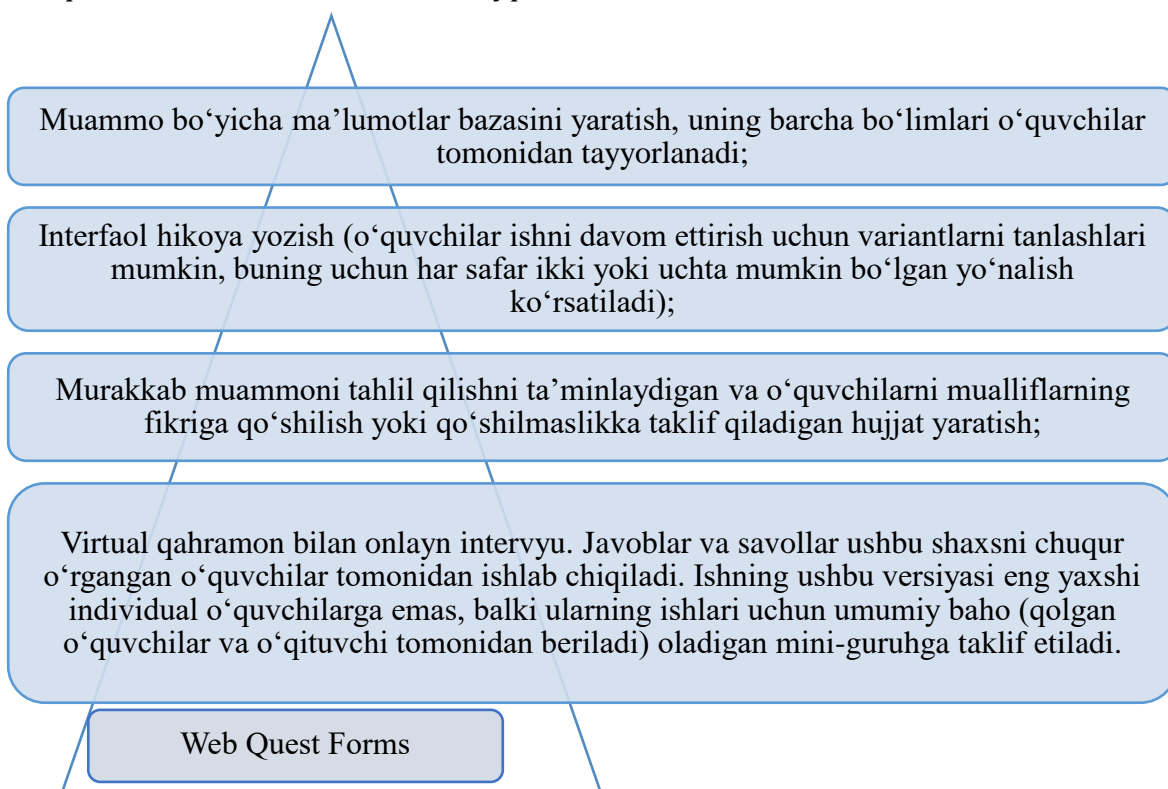 Muammo bo‘yicha ma’lumotlar bazasini yaratish, uning barcha bo‘limlari o‘quvchilar
tomonidan tayyorlanadi;
Interfaol hikoya yozish (o‘quvchilar ishni davom ettirish uchun variantlarni tanlashlari
mumkin, buning uchun har safar ikki yoki uchta mumkin bo‘lgan yo‘nalish
ko‘rsatiladi);
Murakkab muammoni tahlil qilishni ta’minlaydigan va o‘quvchilarni mualliflarning
fikriga qo‘shilish yoki qo‘shilmaslikka taklif qiladigan hujjat yaratish;
Virtual qahramon bilan onlayn intervyu. Javoblar va savollar ushbu shaxsni chuqur
o‘rgangan o‘quvchilar tomonidan ishlab chiqiladi. Ishning ushbu versiyasi eng yaxshi
individual o‘quvchilarga emas, balki ularning ishlari uchun umumiy baho (qolgan
o‘quvchilar va o‘qituvchi tomonidan beriladi) oladigan mini-guruhga taklif etiladi.
Web Quest Forms